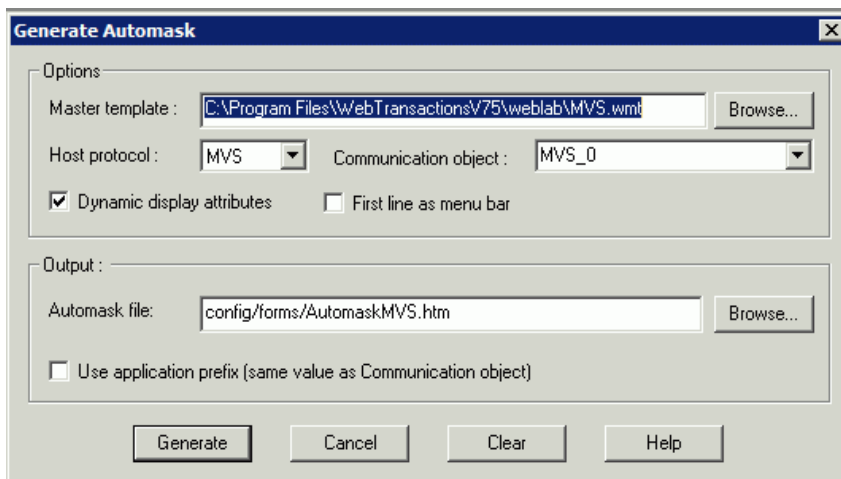 Generate Automask
Options
Master template : C:\Program Files\WebTransactionsV75\weblab\MVS.wmt Browse...
Host protocol : MVS Communication object : MVS_0
Dynamic display attributes First line as menu bar
Output :
Automask file: config/forms/AutomaskMVS.htm Browse...
Use application prefix (same value as Communication object)
Generate Cancel Clear Help